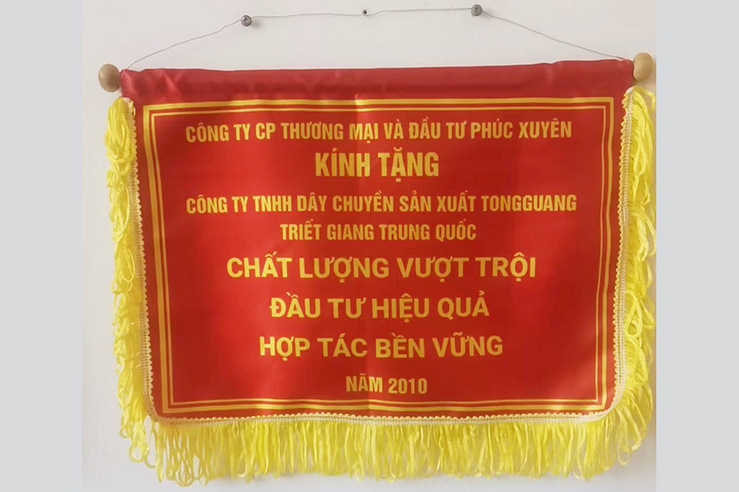 CÔNG TY CP THƯƠNG MẠI VÀ ĐẦU TƯ PHÚC XUYÊN
KÍNH TẶNG
CÔNG TY TNHH DÂY CHUYỀN SẢN XUẤT TONGGUANG
TRIẾT GIANG TRUNG QUỐC
CHẤT LƯỢNG VƯỢT TRỘI
ĐẦU TƯ HIỆU QUẢ
HỢP TÁC BỀN VỮNG
NĂM 2010